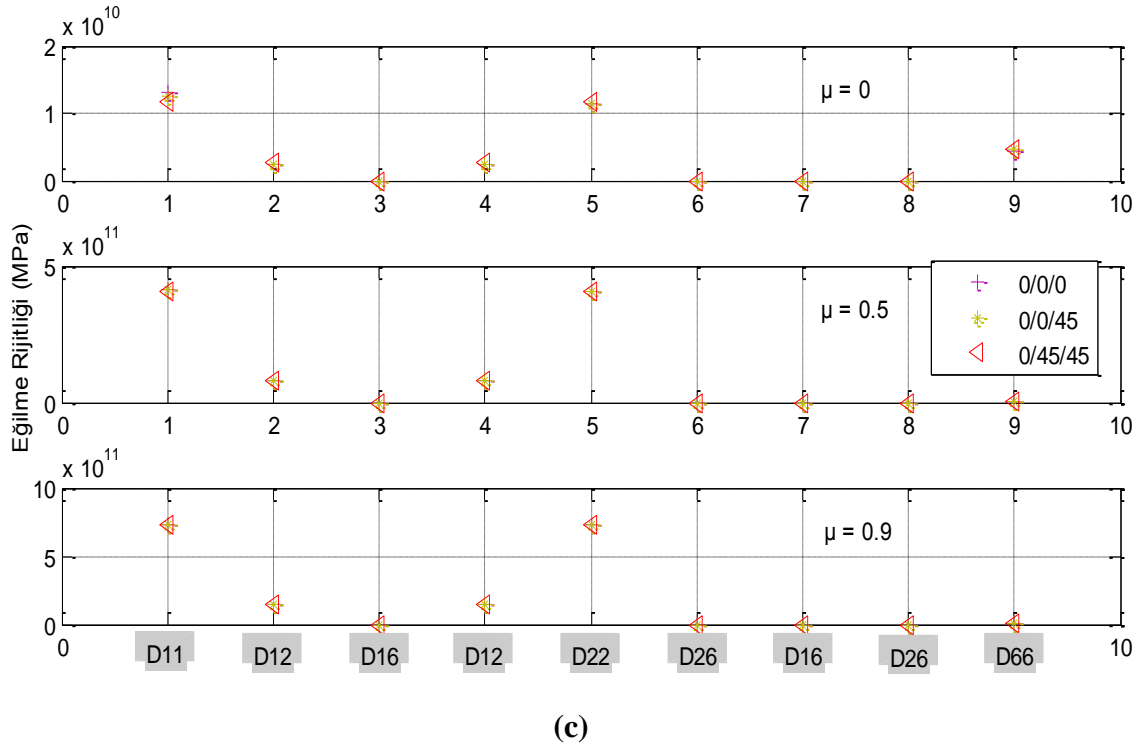 x 10^10
2
1
0
μ = 0
0 1 2 3 4 5 6 7 8 9 10
Eğilme Rijitliği (MPa)
x 10^11
5
0
μ = 0.5
0/0/0
0/0/45
0/45/45
0 1 2 3 4 5 6 7 8 9 10
x 10^11
10
5
0
μ = 0.9
0 D11 D12 D16 D12 D22 D26 D16 D26 D66 10
(c)